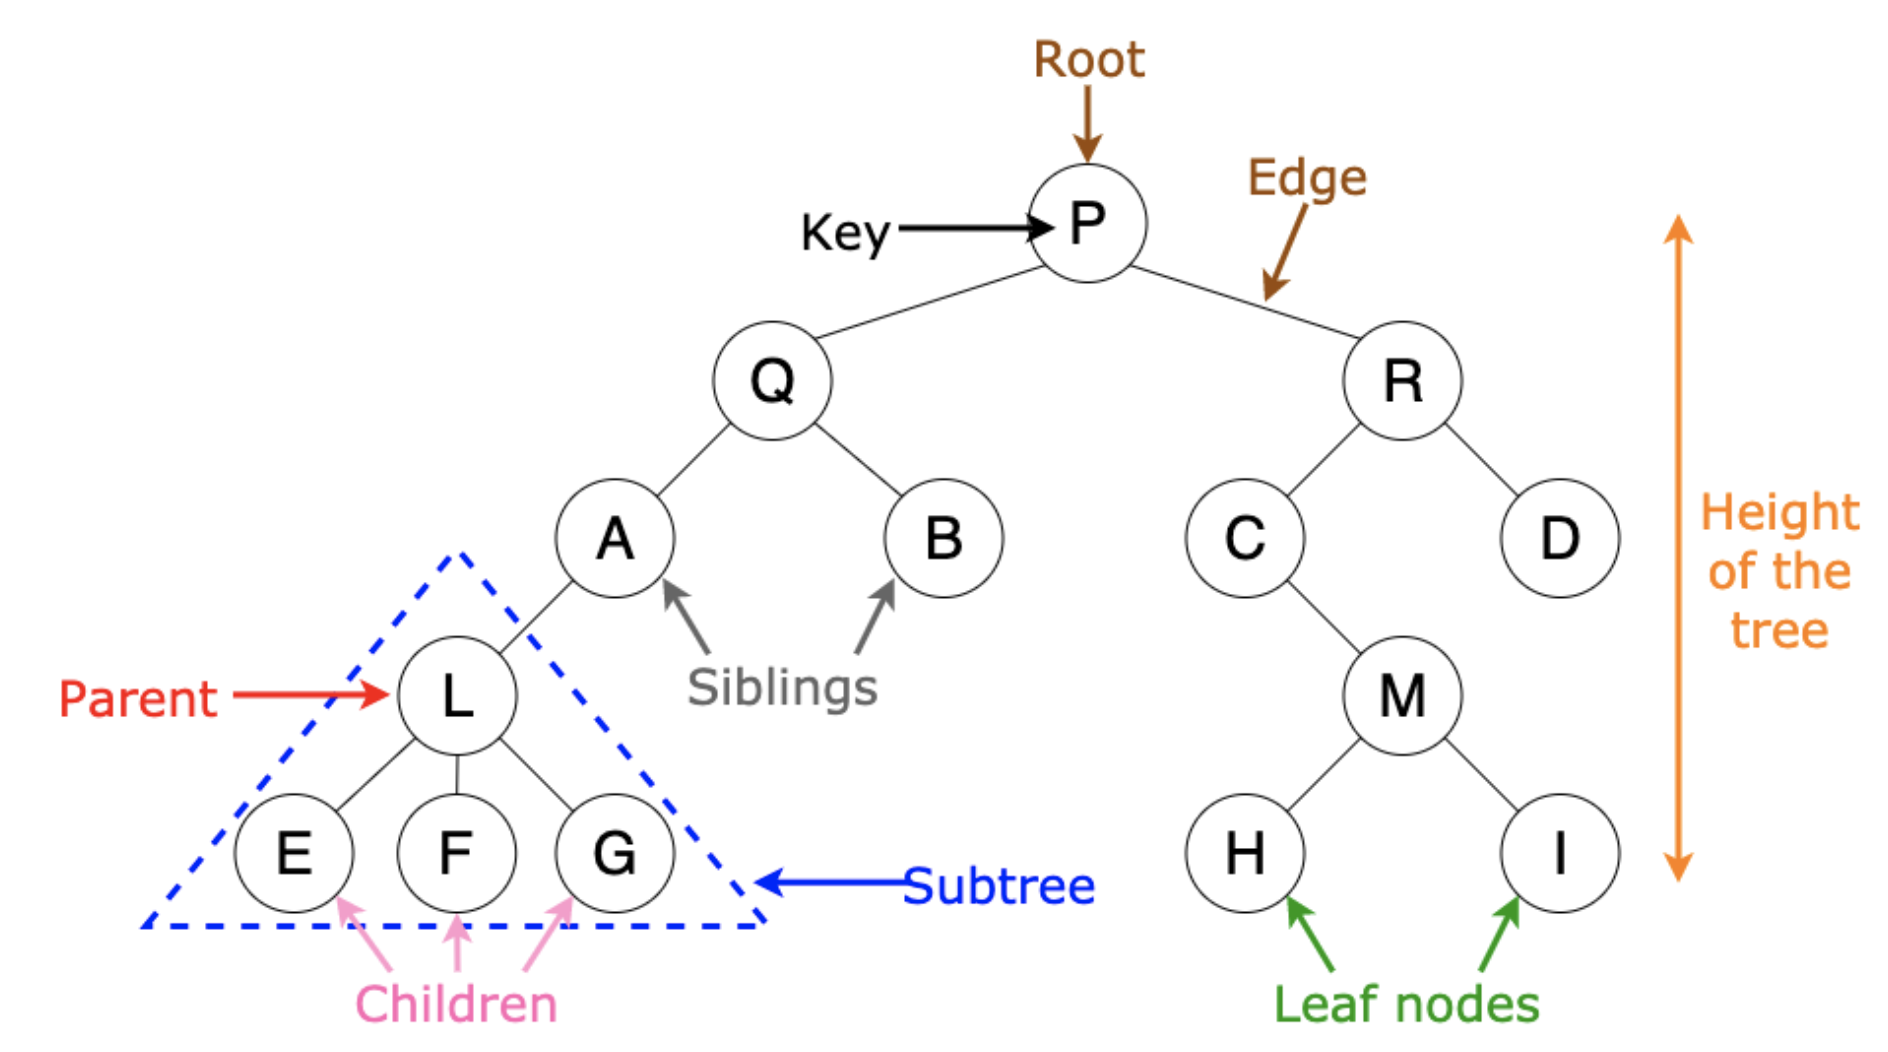 Root
Edge
Key
P
Q
R
A
B
C
D
Height
of the
tree
Parent
L
Siblings
M
E
F
G
H
I
Subtree
Children
Leaf nodes